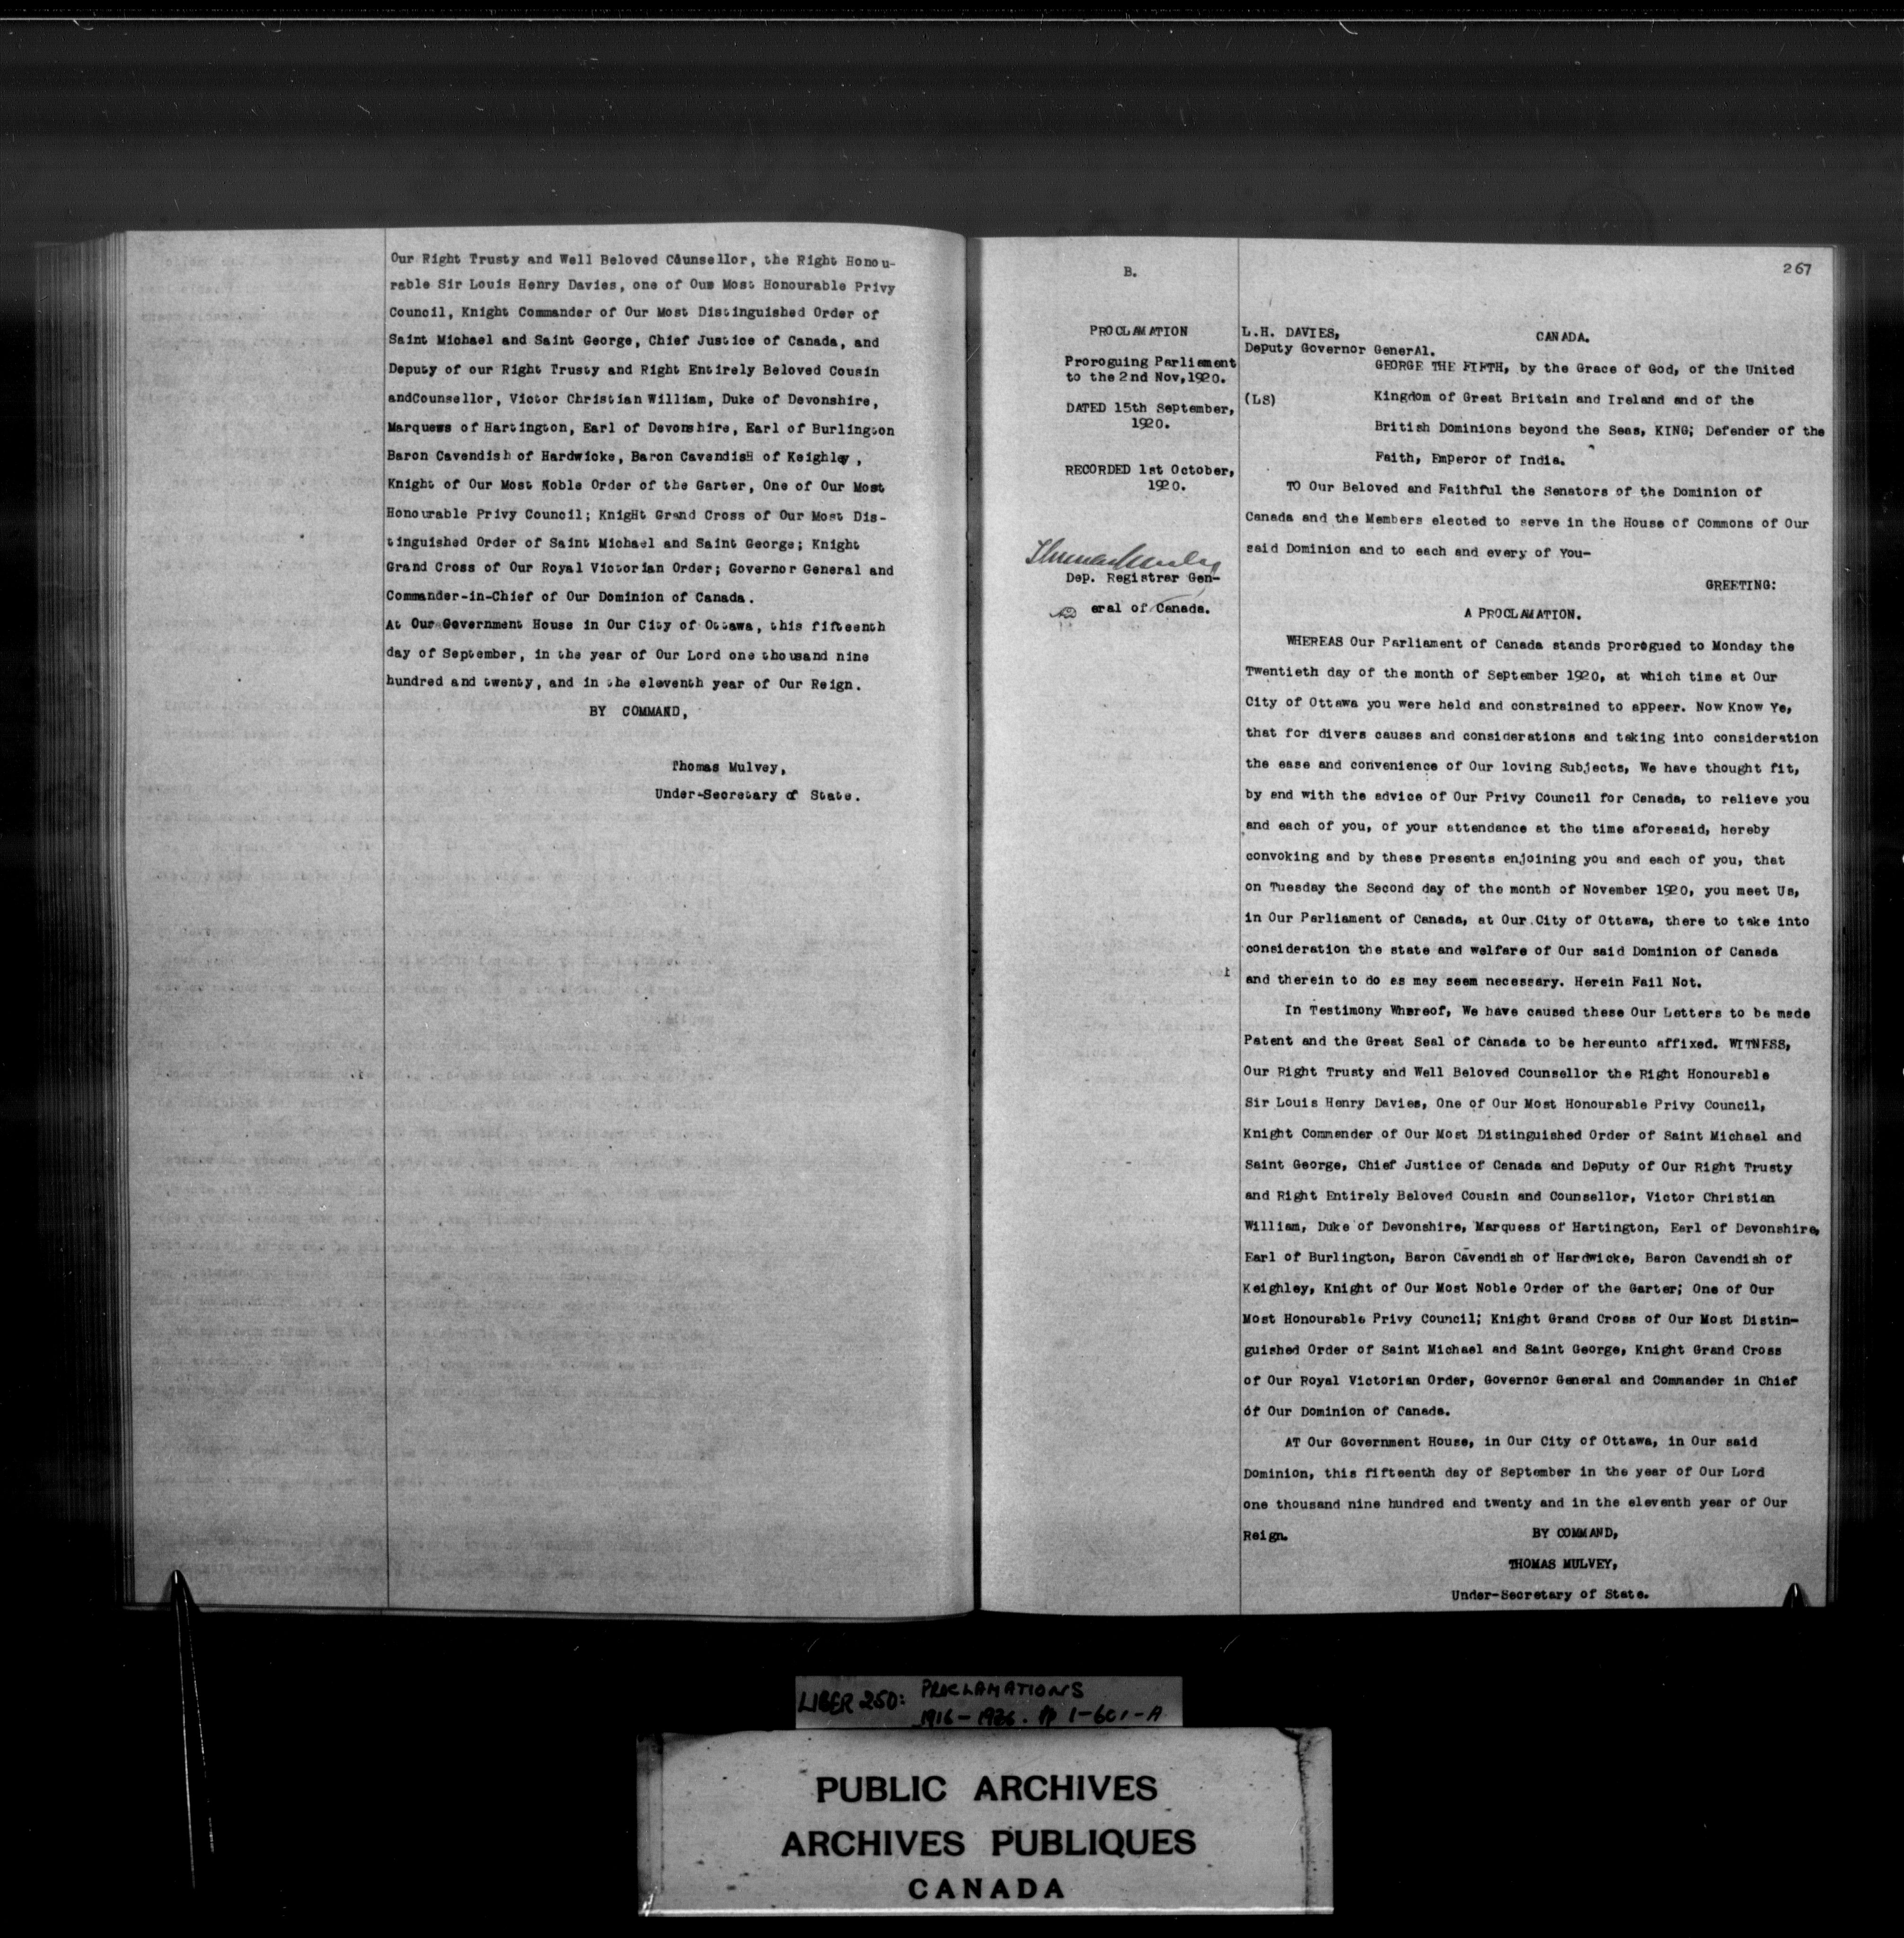 Our Right Trusty and Well Beloved Counsellor, the Right Honou-
rable Sir Louis Henry Davies, one of Oum Most Honourable Privy
Council, Knight Commander of Our Most Distinguished Order of
Saint Michael and Saint George, Chief Justice of Canada, and
Deputy of our Right Trusty and Right Entirely Beloved Cousin
andCounsellor, Victor Christian William, Duke of Devonshire,
Marquess of Hartington, Earl of Devonshire, Earl of Burlington
Baron Cavendish of Hardwicke, Baron CavendisH of Keighley,
Knight of Our Most Noble Order of the Garter, One of Our Most
Honourable Privy Council; KnigHt Grand Cross of Our Most Dis-
tinguished Order of Saint Michael and Saint George; Knight
Grand Cross of Our Royal Victorian Order; Governor General and
Commander-in-Chief of Our Dominion of Canada.
At Our Government House in Our City of Ottawa, this fifteenth
day of September, in the year of Our Lord one thousand nine
hundred and twenty, and in the eleventh year of Our Reign.
BY COMMAND,
Thomas Mulvey,
Under-Secretary of State.
267
B.
PROCLAMATION
Proroguing Parliament
to the 2nd Nov,1920.
DATED 15th September,
1920.
RECORDED 1st October,
1920.
Thomas Mulvey
Dep. Registrar Gen-
eral of Canada.
L.H. DAVIES,
Deputy Governor GenerAl.
CANADA.
(LS)
GEORGE THE FIFTH, by the Grace of God, of the United
Kingdom of Great Britain and Ireland and of the
British Dominions beyond the Seas, KING; Defender of the
Faith, Emperor of India.
TO Our Beloved and Faithful the Senators of the Dominion of
Canada and the Members elected to serve in the House of Commons of Our
said Dominion and to each and every of You-
GREETING:
A PROCLAMATION.
WHEREAS Our Parliament of Canada stands prorogued to Monday the
Twentieth day of the month of September 1920, at which time at Our
City of Ottawa you were held and constrained to appear. Now Know Ye,
that for divers causes and considerations and taking into consideration
the ease and convenience of Our loving Subjects, We have thought fit,
by and with the advice of Our Privy Council for Canada, to relieve you
and each of you, of your attendance at the time aforesaid, hereby
convoking and by these presents enjoining you and each of you, that
on Tuesday the Second day of the month of November 1920, you meet Us,
in Our Parliament of Canada, at Our City of Ottawa, there to take into
consideration the state and welfare of Our said Dominion of Canada
and therein to do as may seem necessary. Herein Fail Not.
In Testimony Whereof, We have caused these Our Letters to be made
Patent and the Great Seal of Canada to be hereunto affixed. WITNESS,
Our Right Trusty and Well Beloved Counsellor the Right Honourable
Sir Louis Henry Davies, One of Our Most Honourable Privy Council,
Knight Commander of Our Most Distinguished Order of Saint Michael and
Saint George, Chief Justice of Canada and Deputy of Our Right Trusty
and Right Entirely Beloved Cousin and Counsellor, Victor Christian
William, Duke of Devonshire, Marquess of Hartington, Earl of Devonshire,
Earl of Burlington, Baron Cavendish of Hardwicke, Baron Cavendish of
Keighley, Knight of Our Most Noble Order of the Garter; One of Our
Most Honourable Privy Council; Knight Grand Cross of Our Most Distin-
guished Order of Saint Michael and Saint George, Knight Grand Cross
of Our Royal Victorian Order, Governor General and Commander in Chief
of Our Dominion of Canada.
AT Our Government House, in Our City of Ottawa, in Our said
Dominion, this fifteenth day of September in the year of Our Lord
one thousand nine hundred and twenty and in the eleventh year of Our
Reign.
BY COMMAND,
THOMAS MULVEY,
Under-Secretary of State.
LIBER 250: PROCLAMATIONS
1916-1926. pp 1-601-A
PUBLIC ARCHIVES
ARCHIVES PUBLIQUES
CANADA